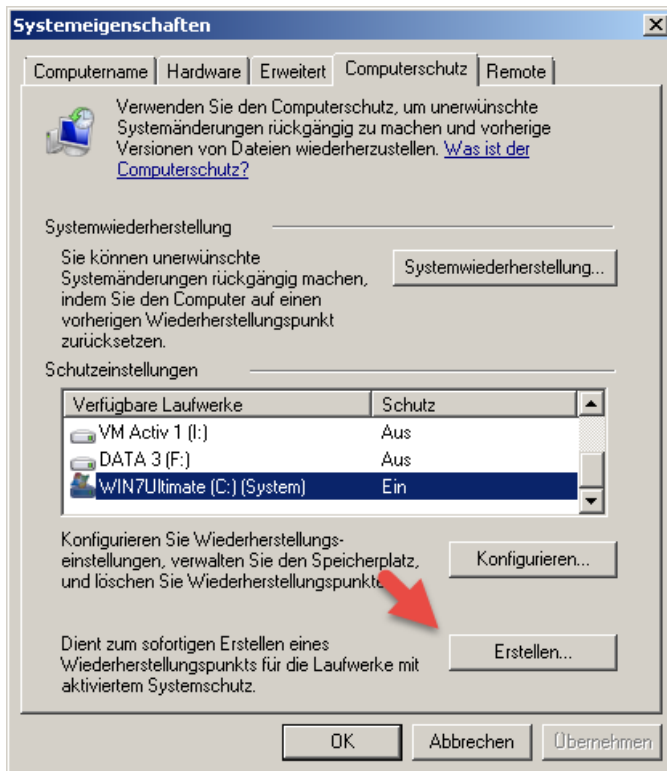 Systemeigenschaften
Computername
Hardware
Erweitert
Computerschutz
Remote
Verwenden Sie den Computerschutz, um unerwünschte
Systemänderungen rückgängig zu machen und vorherige
Versionen von Dateien wiederherzustellen. Was ist der
Computerschutz?
Systemwiederherstellung
Sie können unerwünschte
Systemänderungen rückgängig machen,
indem Sie den Computer auf einen
vorherigen Wiederherstellungspunkt
zurücksetzen.
Systemwiederherstellung...
Schutzeinstellungen
Verfügbare Laufwerke Schutz
VM Activ 1 (I:) Aus
DATA 3 (F:) Aus
WIN7Ultimate (C:) (System) Ein
Konfigurieren Sie Wiederherstellungs-
einstellungen, verwalten Sie den Speicherplatz,
und löschen Sie Wiederherstellungspunkte
Konfigurieren...
Dient zum sofortigen Erstellen eines
Wiederherstellungspunkts für die Laufwerke mit
aktiviertem Systemschutz.
Erstellen...
OK
Abbrechen
Übernehmen